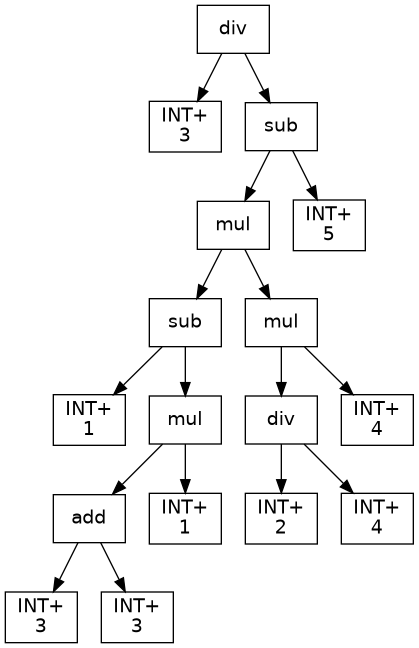 div
INT+
3
sub
mul
INT+
5
sub
mul
INT+
1
mul
div
INT+
4
add
INT+
1
INT+
2
INT+
4
INT+
3
INT+
3